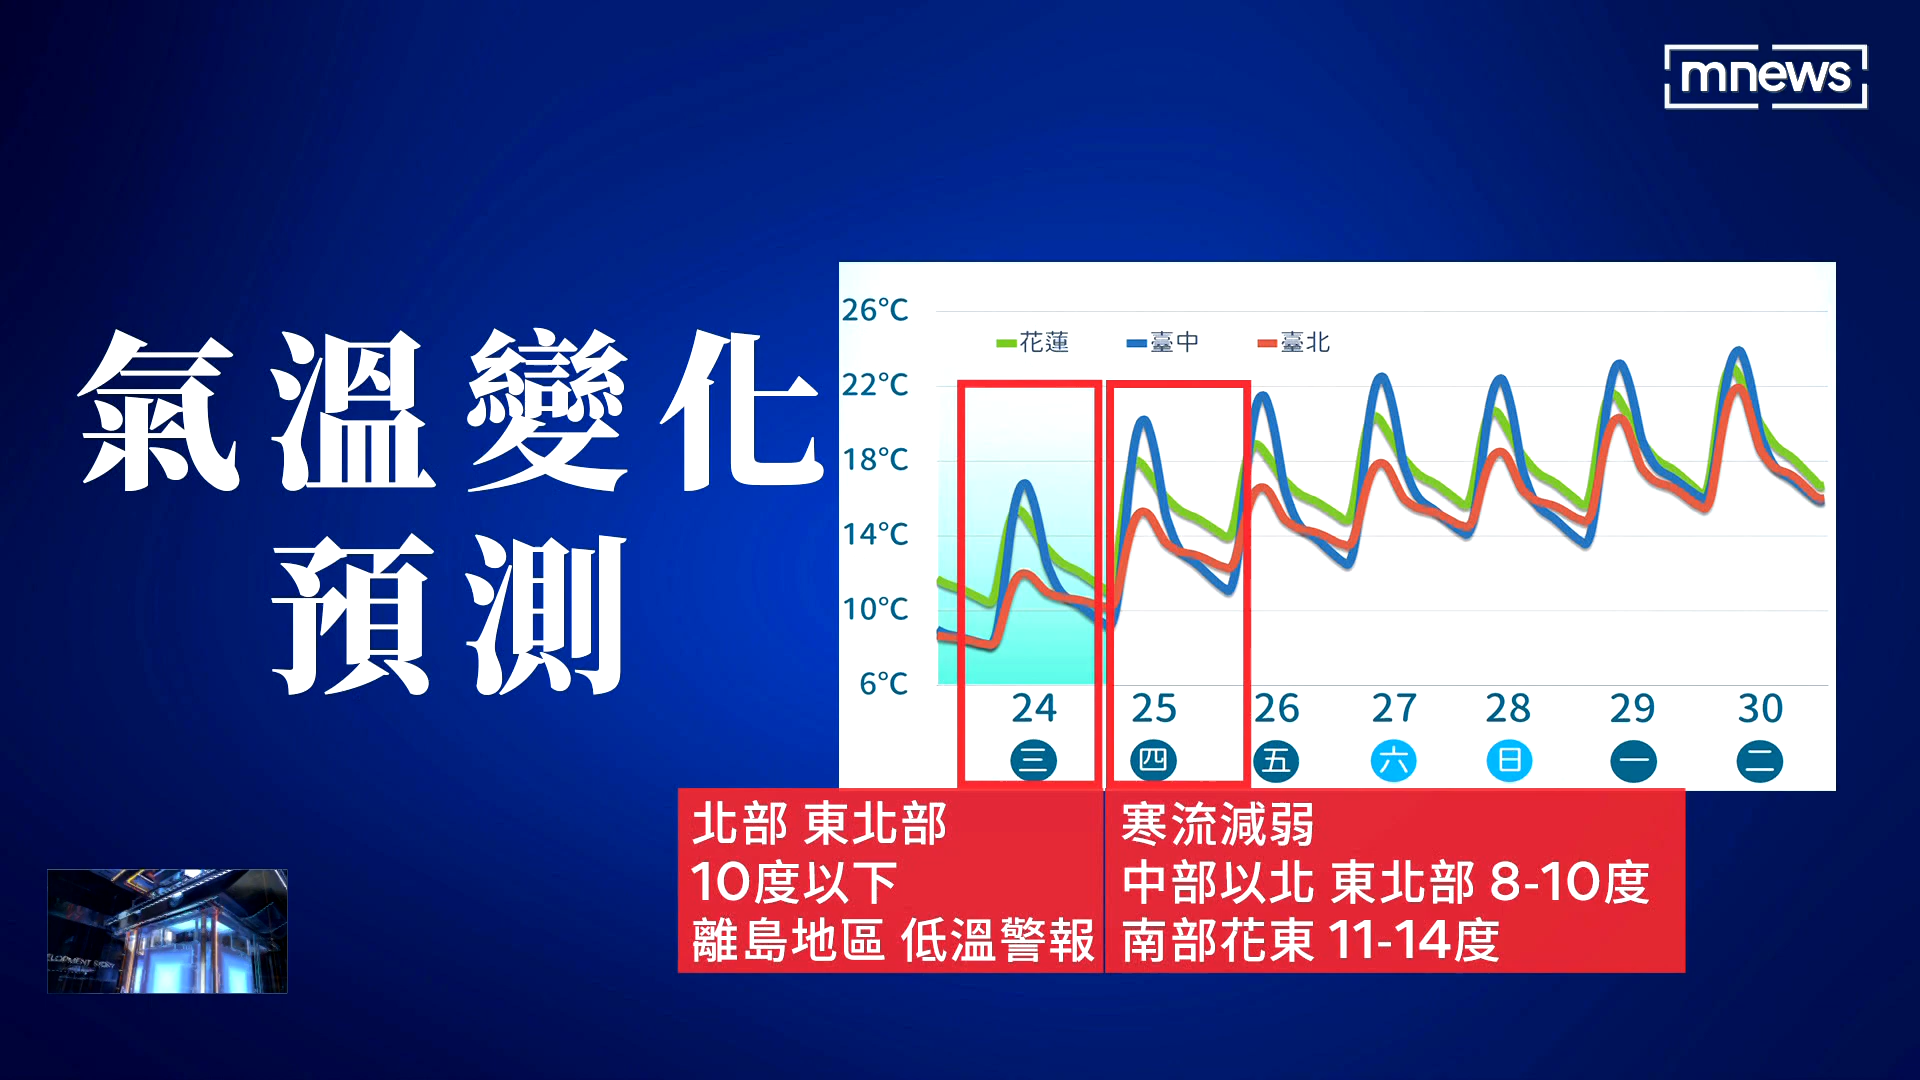 mnews
氣溫變化
預測
26°C
22°C
18°C
14°C
10°C
6°C
花蓮 臺中 臺北
24 25 26 27 28 29 30
三 四 五 六 日 一 二
北部 東北部
10度以下
離島地區 低溫警報
寒流減弱
中部以北 東北部 8-10度
南部花東 11-14度
ELOPMENT STORY